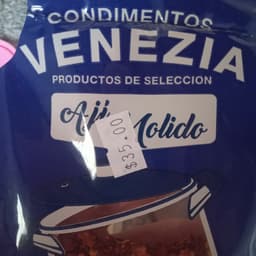 CONDIMENTOS
VENEZIA
PRODUCTOS DE SELECCION
Ají Molido
$35.00